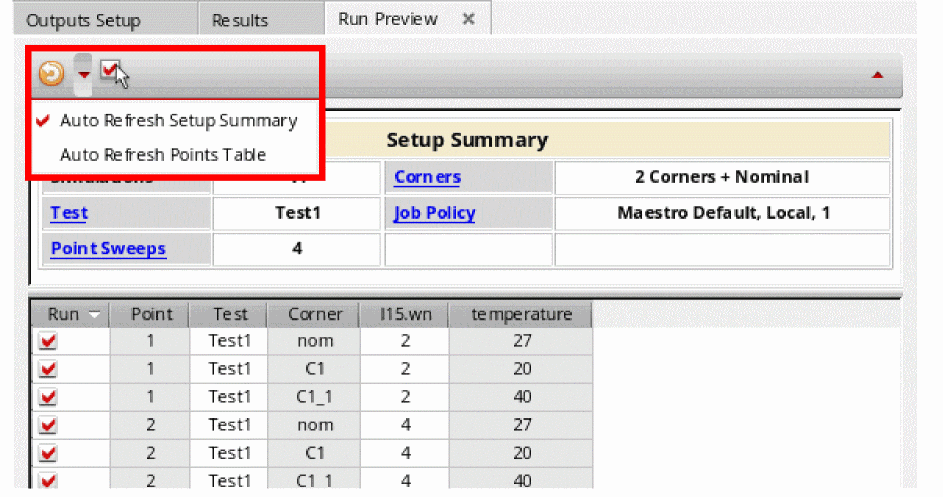 Outputs Setup Results Run Preview
Auto Refresh Setup Summary
Auto Refresh Points Table
Setup Summary
Corners 2 Corners + Nominal
Test Test1 Job Policy Maestro Default, Local, 1
Point Sweeps 4
Run Point Test Corner I15.wn temperature
1 Test1 nom 2 27
1 Test1 C1 2 20
1 Test1 C1_1 2 40
2 Test1 nom 4 27
2 Test1 C1 4 20
2 Test1 C1_1 4 40